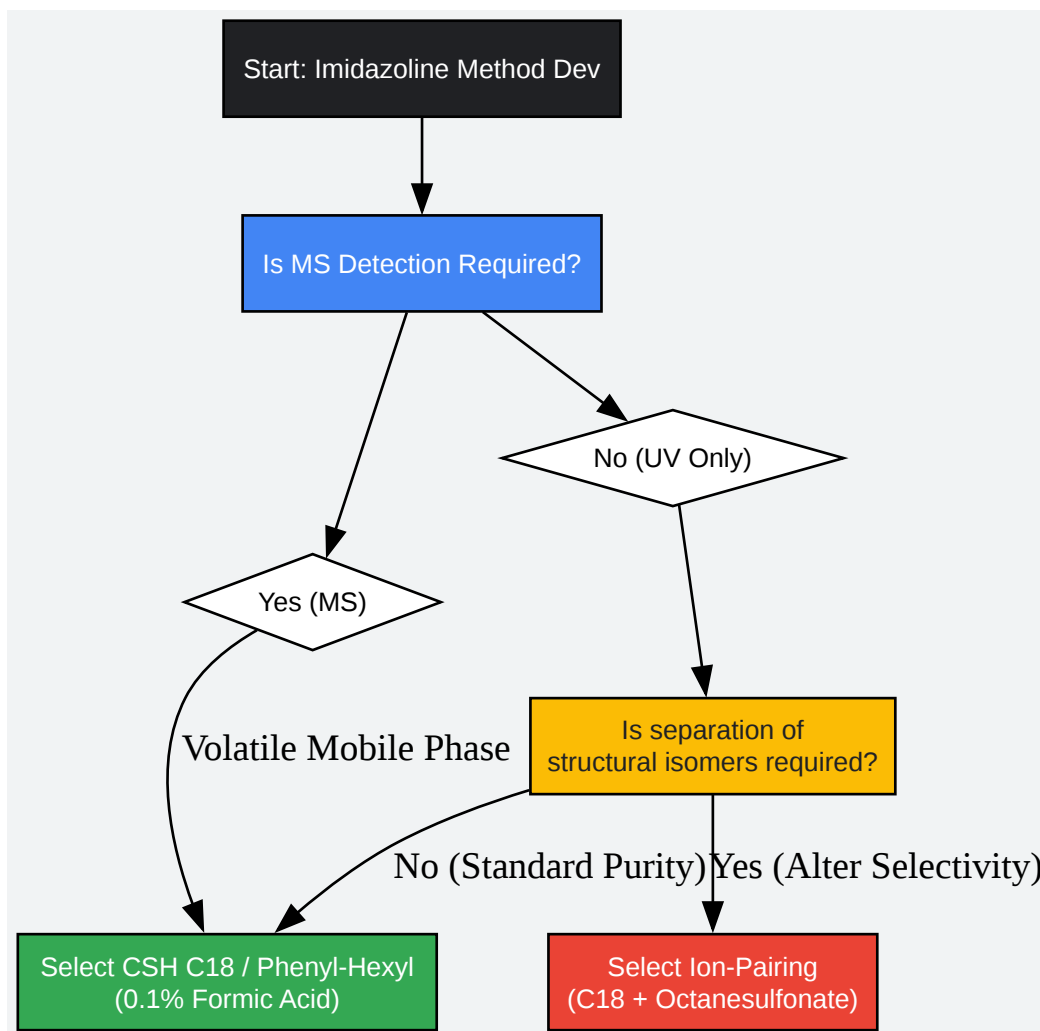 Start: Imidazoline Method Dev
Is MS Detection Required?
No (UV Only)
Yes (MS)
Is separation of
structural isomers required?
Volatile Mobile Phase
No (Standard Purity)
Yes (Alter Selectivity)
Select CSH C18 / Phenyl-Hexyl
(0.1% Formic Acid)
Select Ion-Pairing
(C18 + Octanesulfonate)